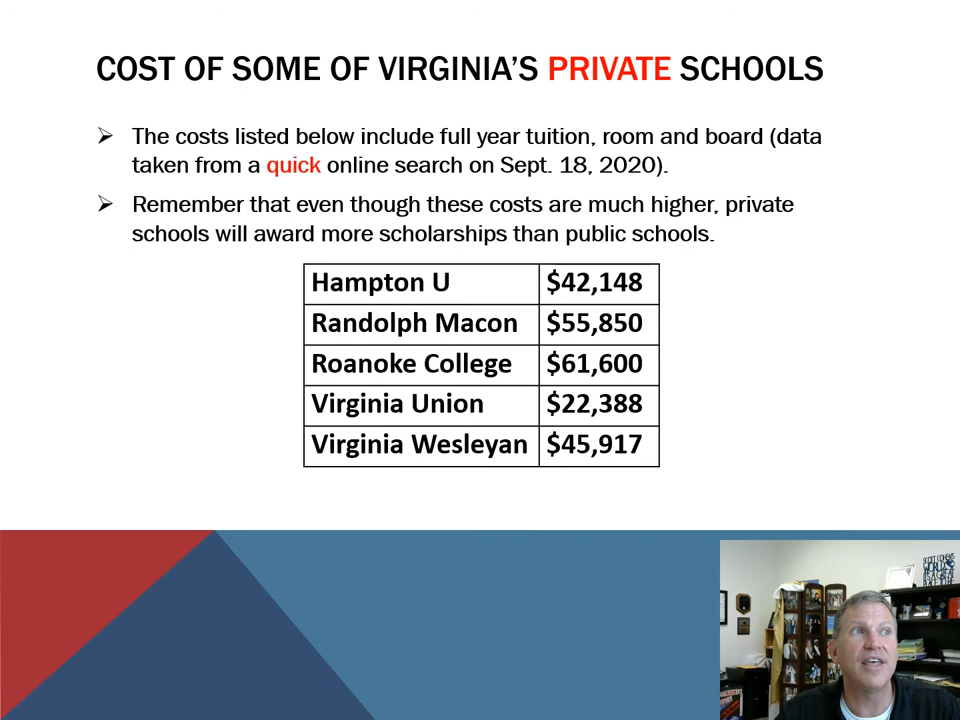 COST OF SOME OF VIRGINIA'S PRIVATE SCHOOLS
➢ The costs listed below include full year tuition, room and board (data
taken from a quick online search on Sept. 18, 2020).
➢ Remember that even though these costs are much higher, private
schools will award more scholarships than public schools.
Hampton U $42,148
Randolph Macon $55,850
Roanoke College $61,600
Virginia Union $22,388
Virginia Wesleyan $45,917